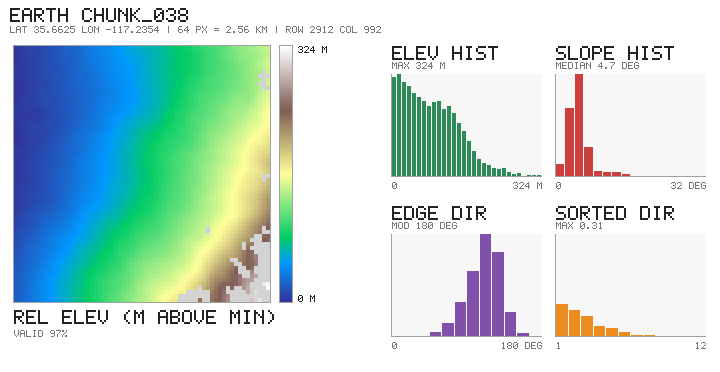 EARTH CHUNK_038
LAT 35.6625 LON -117.2354 | 64 PX = 2.56 KM | ROW 2912 COL 992
324 M
0 M
REL ELEV (M ABOVE MIN)
VALID 97%
ELEV HIST
MAX 324 M
0 324 M
SLOPE HIST
MEDIAN 4.7 DEG
0 32 DEG
EDGE DIR
MOD 180 DEG
0 180 DEG
SORTED DIR
MAX 0.31
1 12